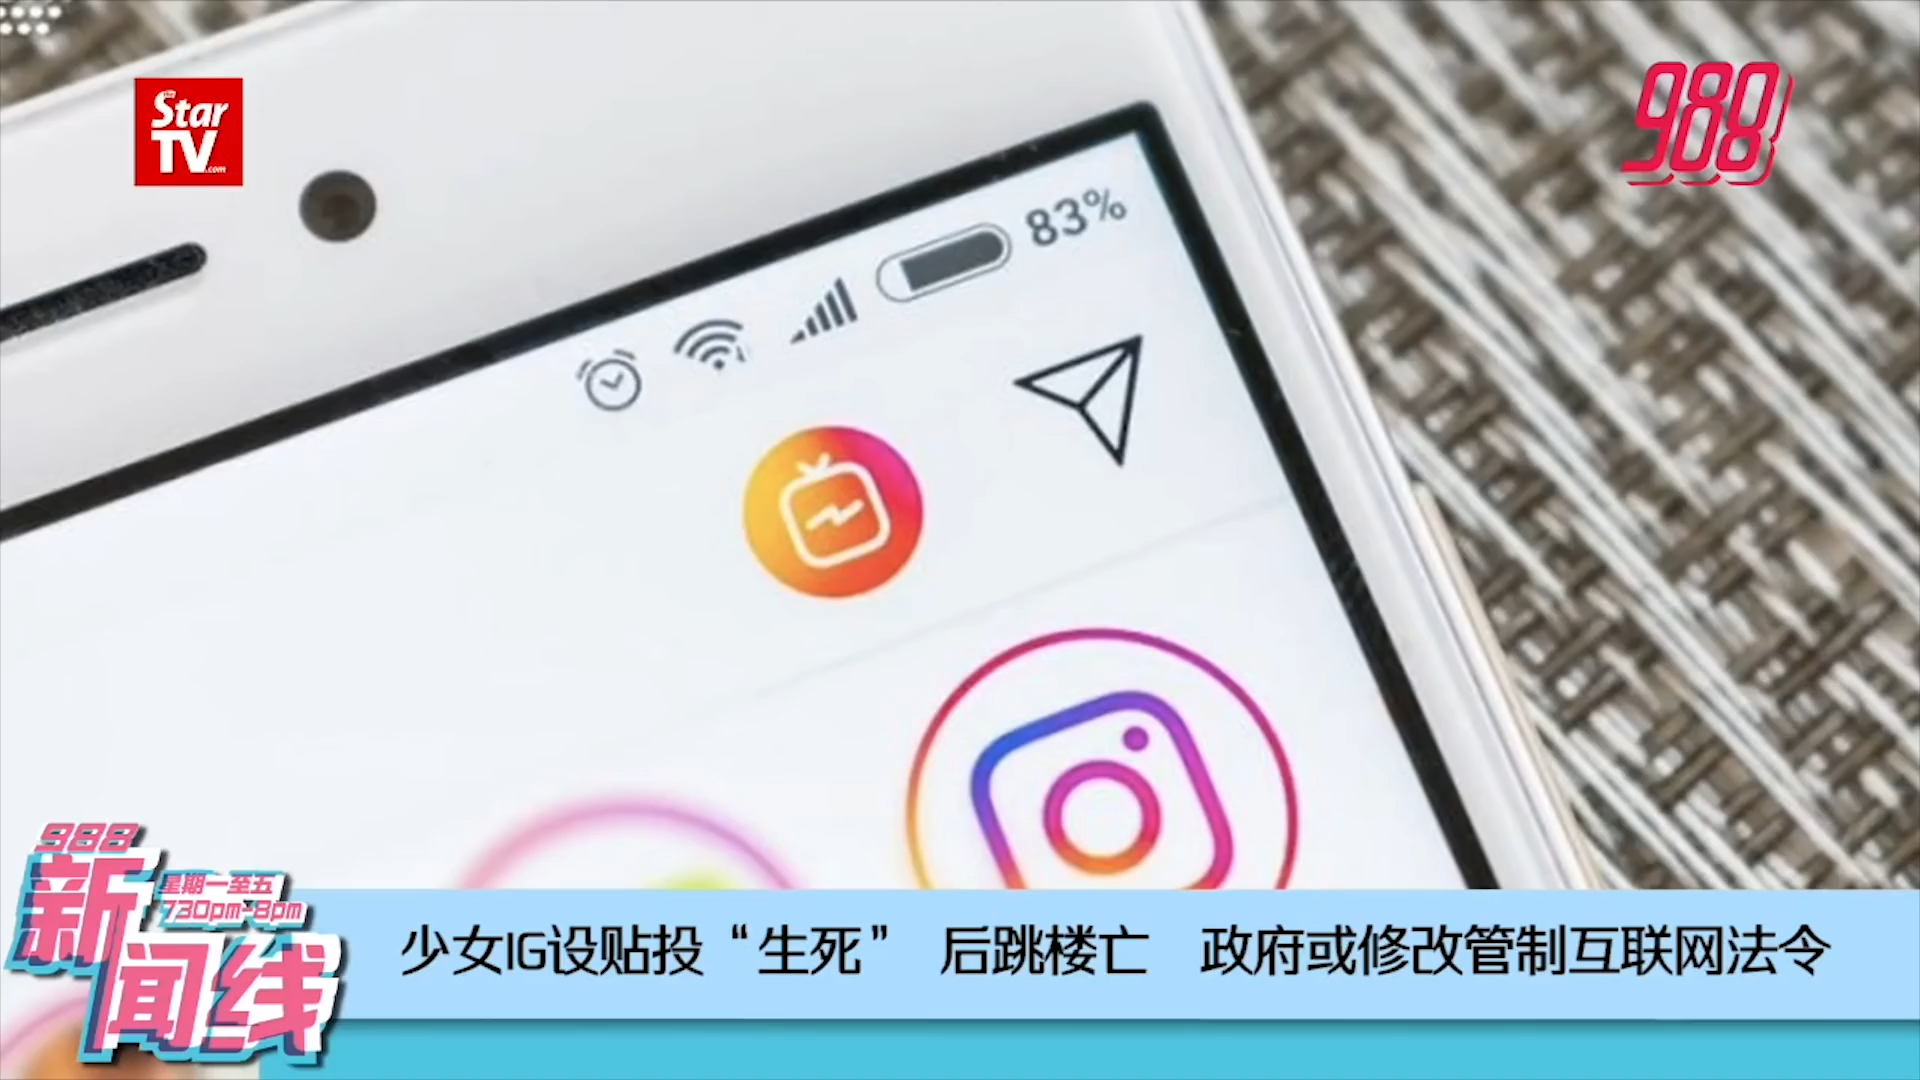 the
Star
TV
.com
988
83%
988
新闻线
星期一至五
730pm-8pm
少女IG设贴投“生死” 后跳楼亡 政府或修改管制互联网法令